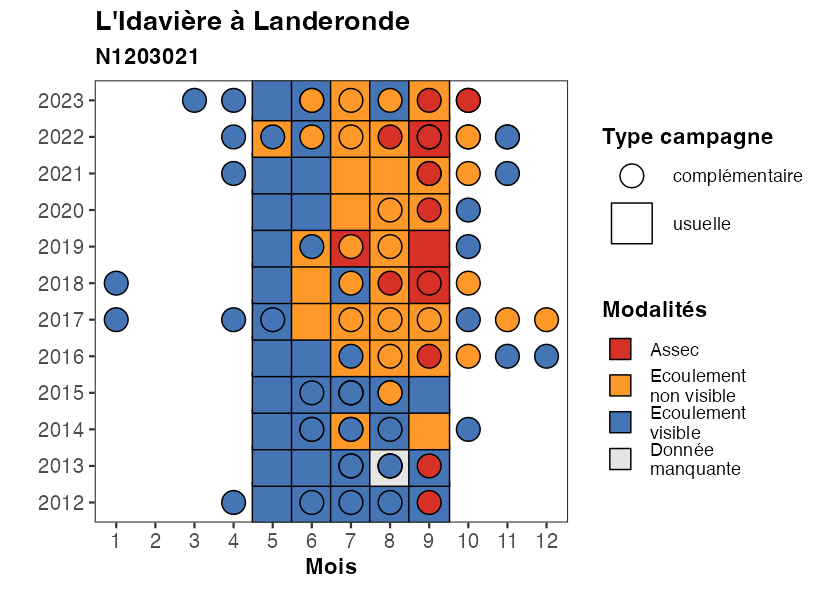 L'Idavière à Landeronde
N1203021
2023
2022
2021
2020
2019
2018
2017
2016
2015
2014
2013
2012
1 2 3 4 5 6 7 8 9 10 11 12
Mois
Type campagne
complémentaire
usuelle
Modalités
Assec
Ecoulement
non visible
Ecoulement
visible
Donnée
manquante